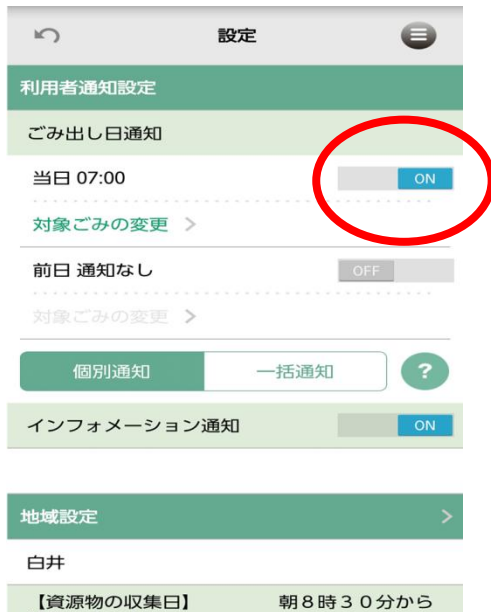 設定
利用者通知設定
ごみ出し日通知
当日 07:00 ON
対象ごみの変更 >
前日 通知なし OFF
対象ごみの変更 >
個別通知 一括通知 ?
インフォメーション通知 ON
地域設定 >
白井
【資源物の収集日】 朝8時30分から